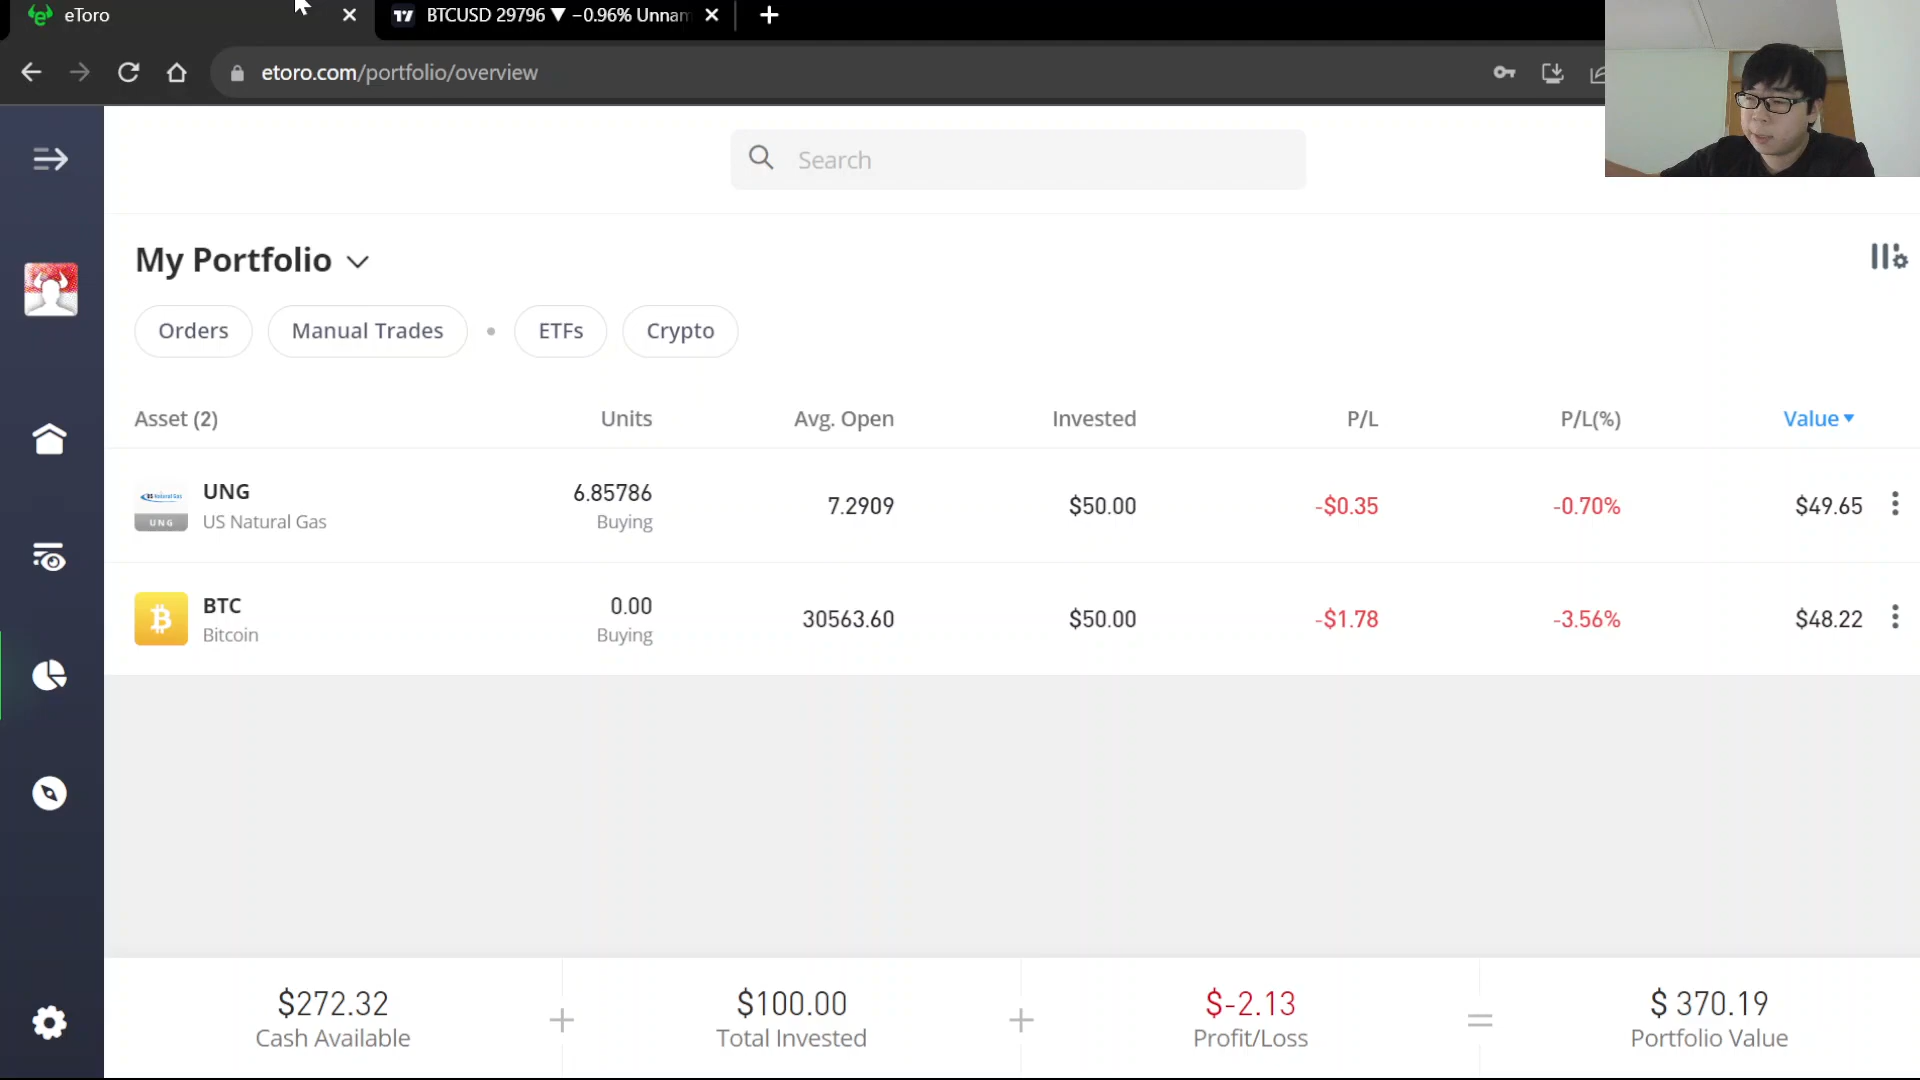 eToro
BTCUSD 29796 ▼ −0.96% Unnam
etoro.com/portfolio/overview
Search
My Portfolio
Orders
Manual Trades
ETFs
Crypto
Asset (2) Units Avg. Open Invested P/L P/L(%) Value
UNG 6.85786 7.2909 $50.00 -$0.35 -0.70% $49.65
UNG US Natural Gas Buying
BTC 0.00 30563.60 $50.00 -$1.78 -3.56% $48.22
Bitcoin Buying
$272.32 + $100.00 + $-2.13 = $ 370.19
Cash Available Total Invested Profit/Loss Portfolio Value